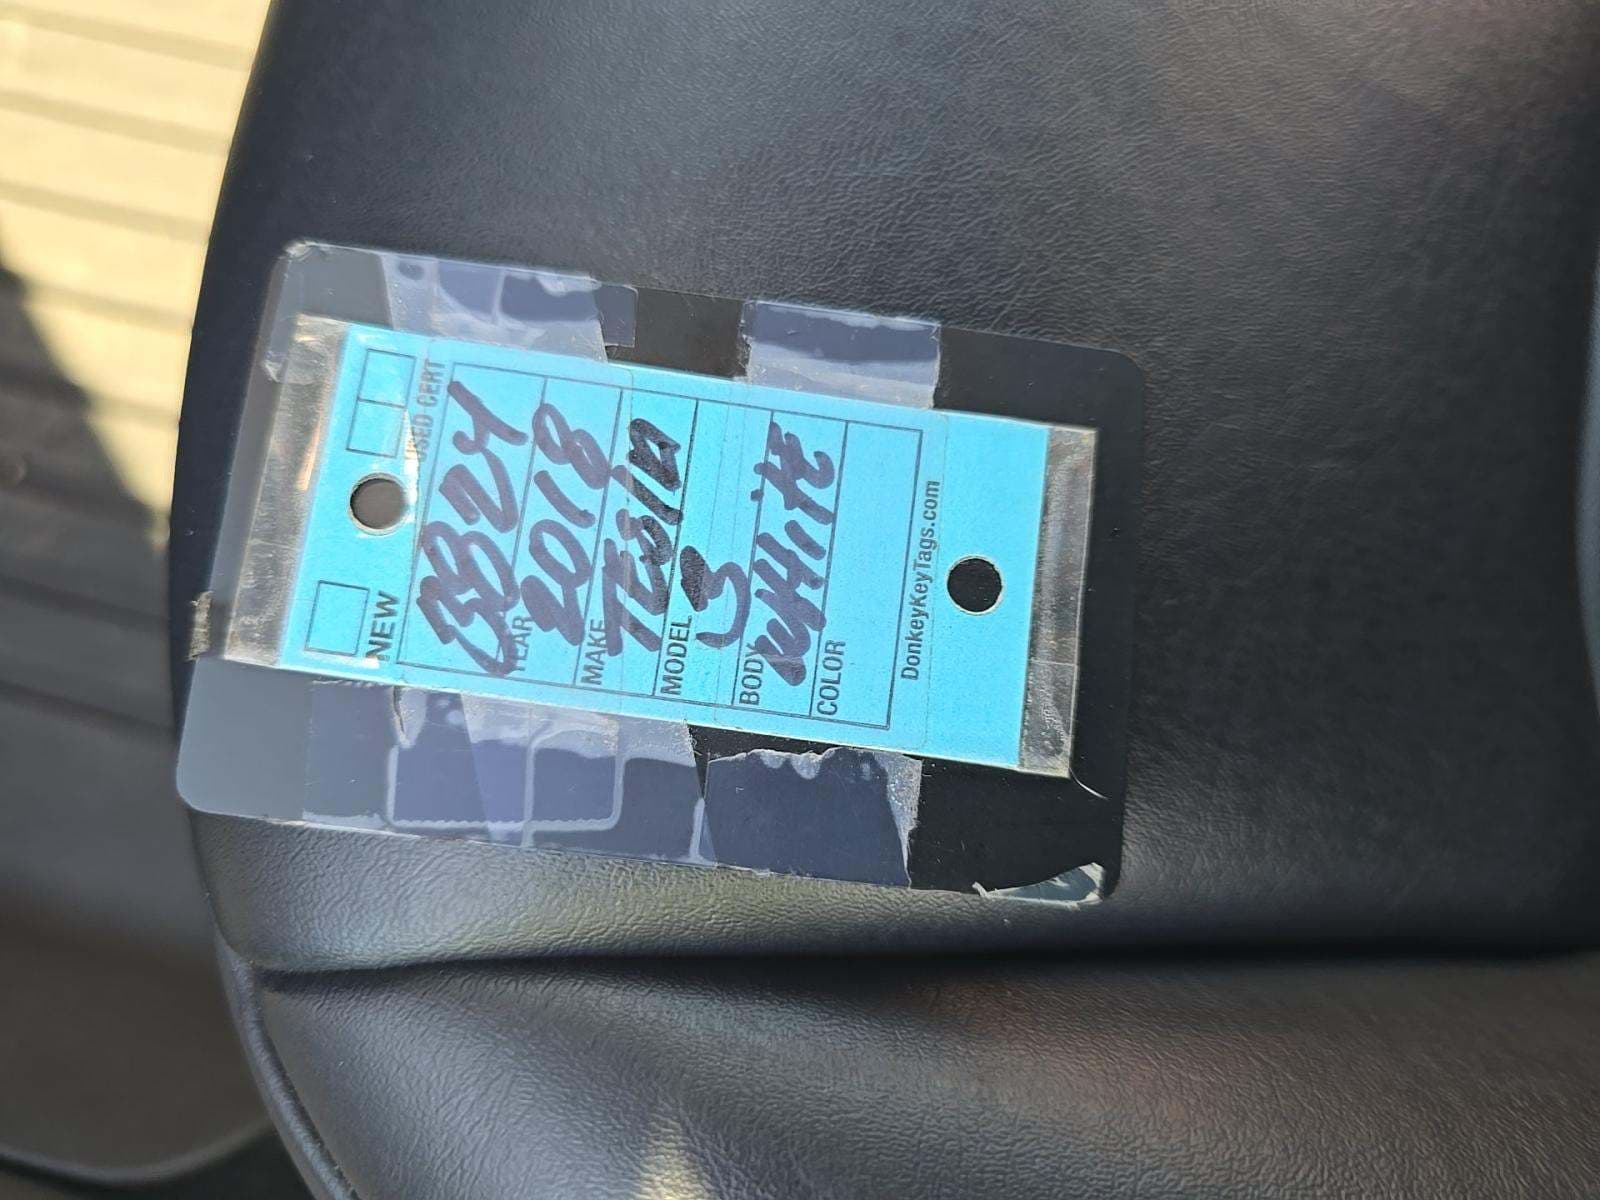 NEW USED CERT
BB24
YEAR 2018
MAKE Tesla
MODEL 3
BODY WHite
COLOR
DonkeyKeyTags.com